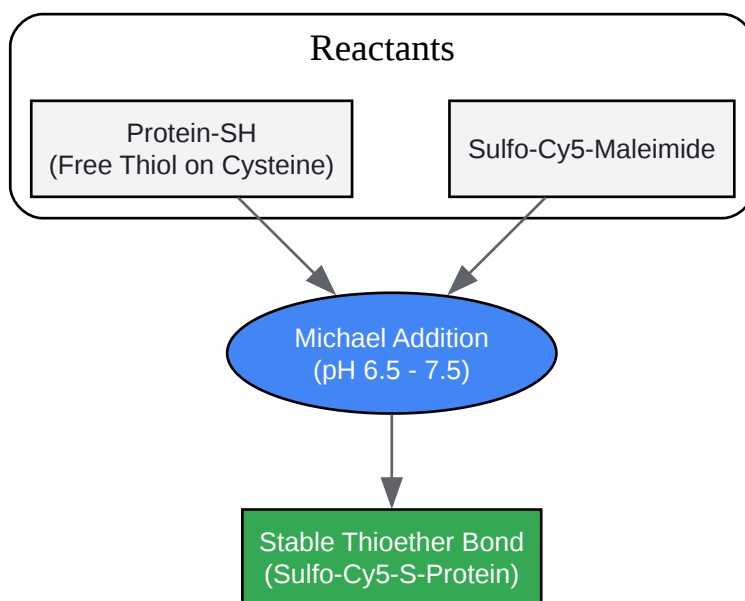 Reactants
Protein-SH
(Free Thiol on Cysteine)
Sulfo-Cy5-Maleimide
Michael Addition
(pH 6.5 - 7.5)
Stable Thioether Bond
(Sulfo-Cy5-S-Protein)